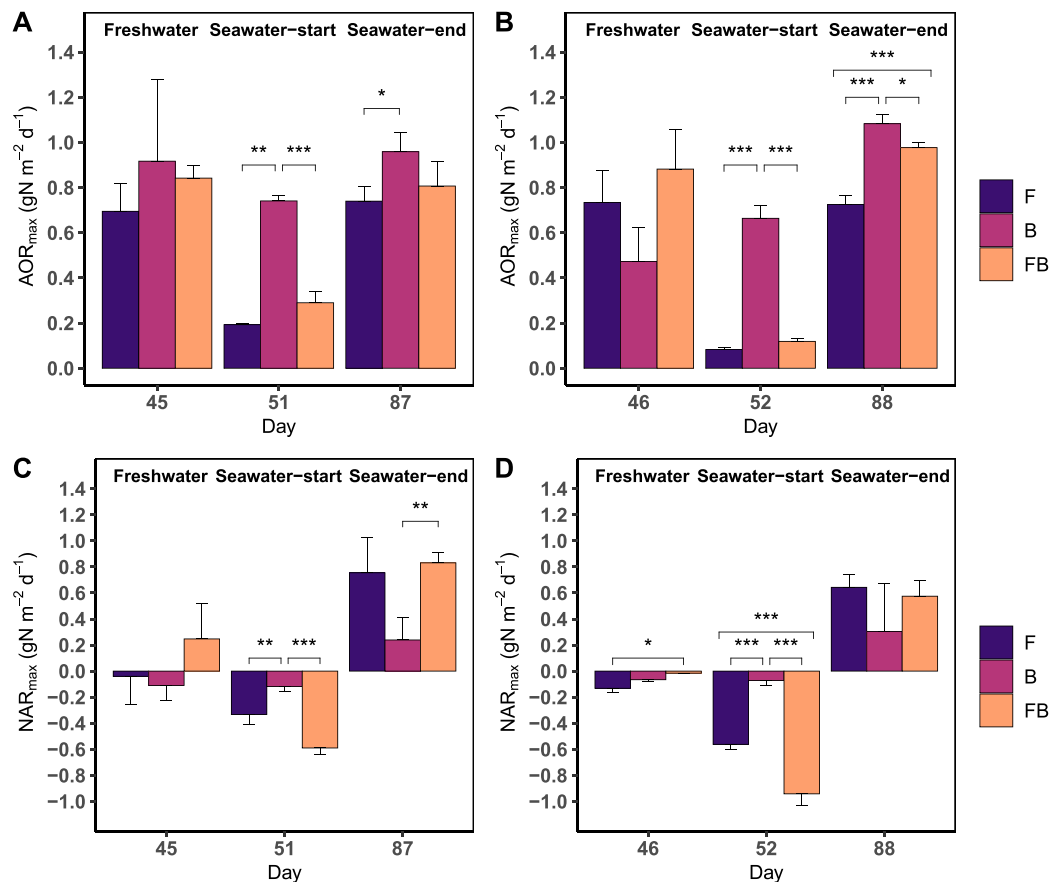 A
Freshwater Seawater−start Seawater−end
1.4
1.2
1.0
0.8
0.6
0.4
0.2
0.0
AORmax (gN m−2 d−1)
*
** ***
45 51 87
Day
B
Freshwater Seawater−start Seawater−end
1.4
1.2
1.0
0.8
0.6
0.4
0.2
0.0
AORmax (gN m−2 d−1)
***
*** *
*** ***
46 52 88
Day
F
B
FB
C
Freshwater Seawater−start Seawater−end
1.4
1.2
1.0
0.8
0.6
0.4
0.2
0.0
−0.2
−0.4
−0.6
−0.8
−1.0
NARmax (gN m−2 d−1)
**
** ***
45 51 87
Day
D
Freshwater Seawater−start Seawater−end
1.4
1.2
1.0
0.8
0.6
0.4
0.2
0.0
−0.2
−0.4
−0.6
−0.8
−1.0
NARmax (gN m−2 d−1)
***
* *** ***
46 52 88
Day
F
B
FB